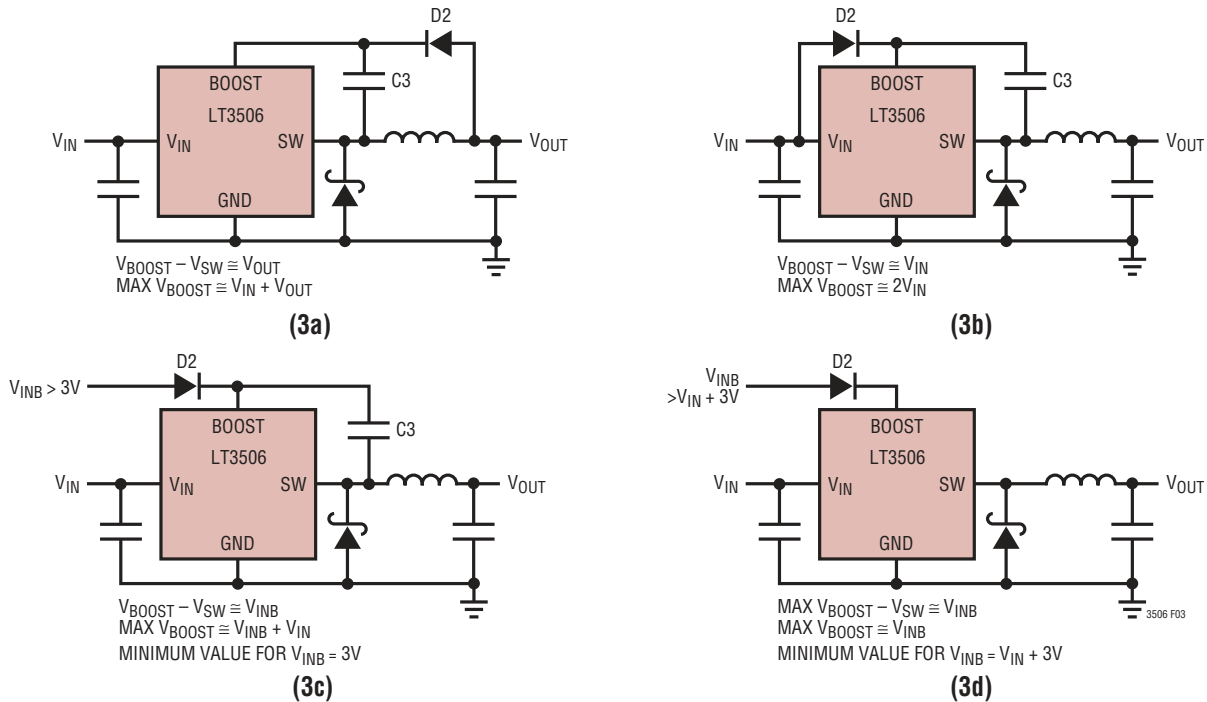 D2
C3
BOOST
LT3506
VIN
VIN
SW
VOUT
GND
VBOOST – VSW ≅ VOUT
MAX VBOOST ≅ VIN + VOUT
(3a)
D2
C3
BOOST
LT3506
VIN
VIN
SW
VOUT
GND
VBOOST – VSW ≅ VIN
MAX VBOOST ≅ 2VIN
(3b)
D2
VINB > 3V
C3
BOOST
LT3506
VIN
VIN
SW
VOUT
GND
VBOOST – VSW ≅ VINB
MAX VBOOST ≅ VINB + VIN
MINIMUM VALUE FOR VINB = 3V
(3c)
D2
VINB
>VIN + 3V
BOOST
LT3506
VIN
VIN
SW
VOUT
GND
MAX VBOOST – VSW ≅ VINB
MAX VBOOST ≅ VINB
MINIMUM VALUE FOR VINB = VIN + 3V
3506 F03
(3d)